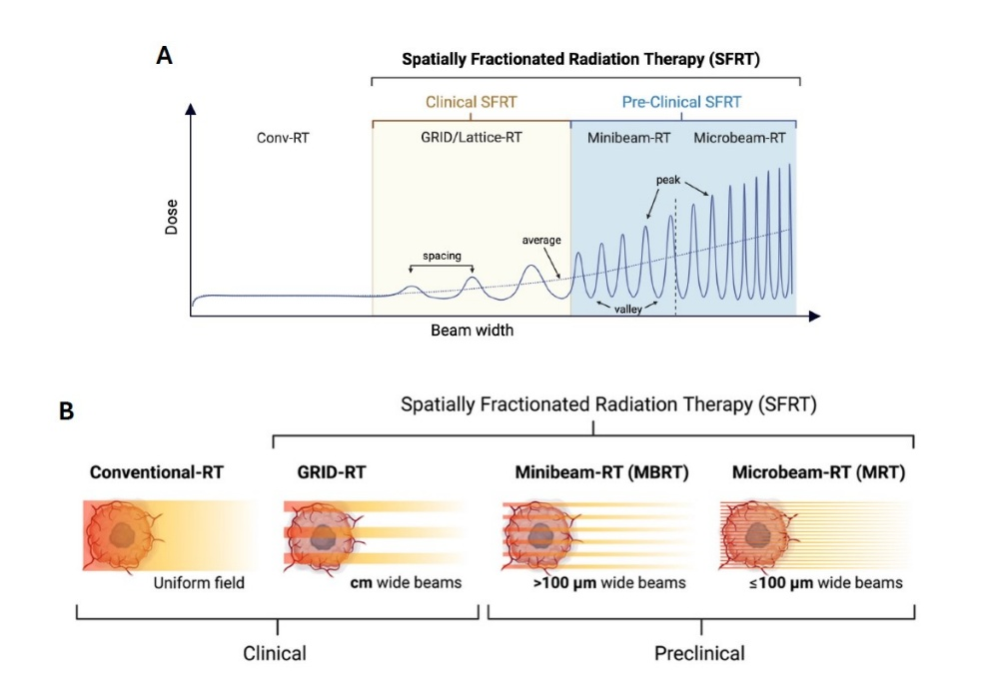 A
Spatially Fractionated Radiation Therapy (SFRT)
Clinical SFRT
Pre-Clinical SFRT
Conv-RT
GRID/Lattice-RT
Minibeam-RT
Microbeam-RT
peak
average
spacing
valley
Dose
Beam width
B
Spatially Fractionated Radiation Therapy (SFRT)
Conventional-RT
GRID-RT
Minibeam-RT (MBRT)
Microbeam-RT (MRT)
Uniform field
cm wide beams
>100 μm wide beams
≤100 μm wide beams
Clinical
Preclinical